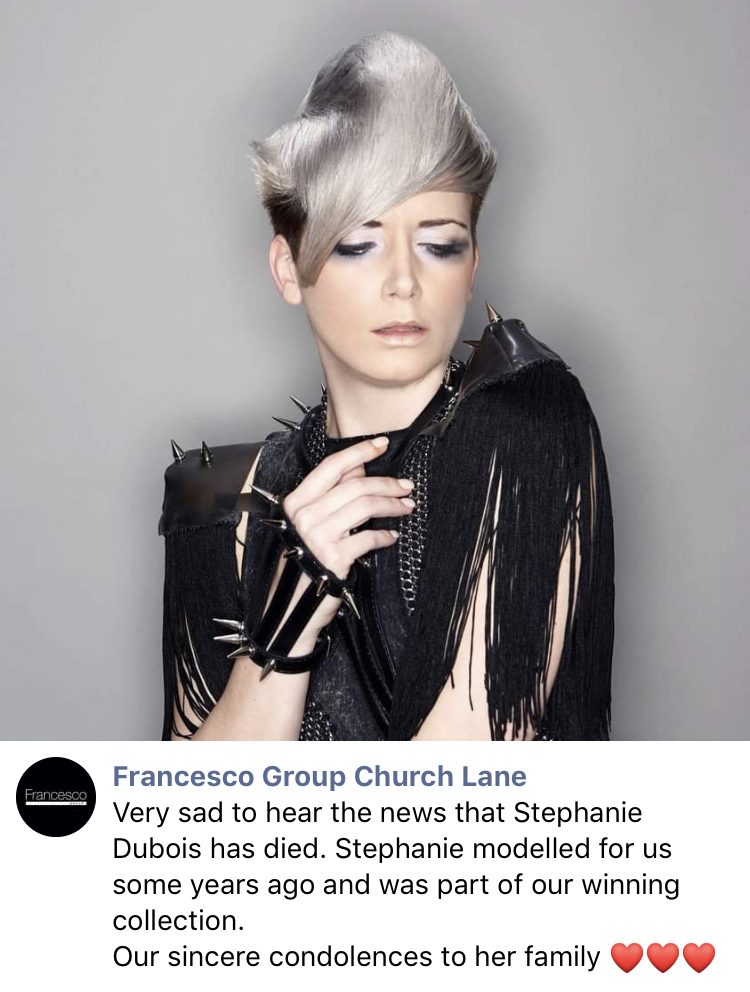 Francesco
GROUP
Francesco Group Church Lane
Very sad to hear the news that Stephanie
Dubois has died. Stephanie modelled for us
some years ago and was part of our winning
collection.
Our sincere condolences to her family ❤️❤️❤️